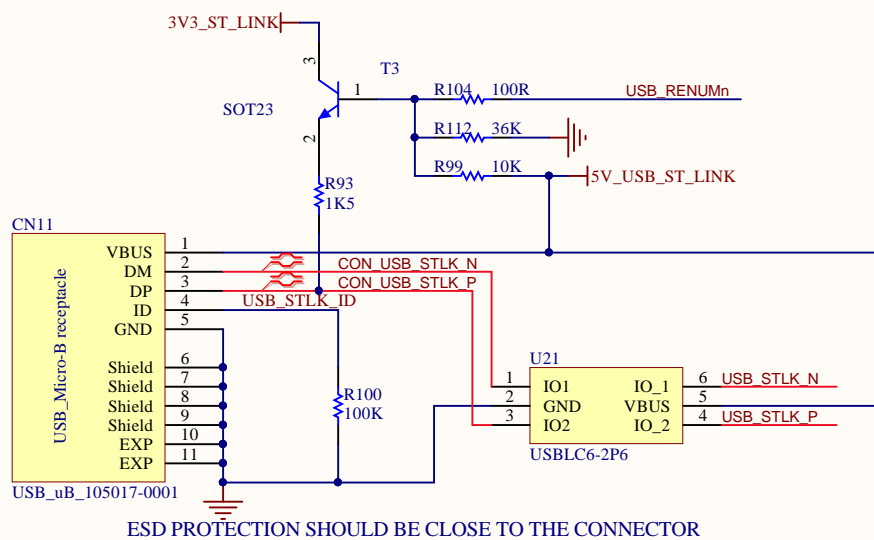 3V3_ST_LINK
3
T3
1
R104 100R
USB_RENUMn
SOT23
R112 36K
2
R99 10K
5V_USB_ST_LINK
R93
1K5
CN11
VBUS 1
DM 2
CON_USB_STLK_N
DP 3
CON_USB_STLK_P
USB_STLK_ID
ID 4
GND 5
USB_Micro-B receptacle
Shield 6
Shield 7
Shield 8
Shield 9
EXP 10
EXP 11
USB_uB_105017-0001
R100
100K
U21
1 IO1 IO_1 6 USB_STLK_N
2 GND VBUS 5
3 IO2 IO_2 4 USB_STLK_P
USBLC6-2P6
ESD PROTECTION SHOULD BE CLOSE TO THE CONNECTOR